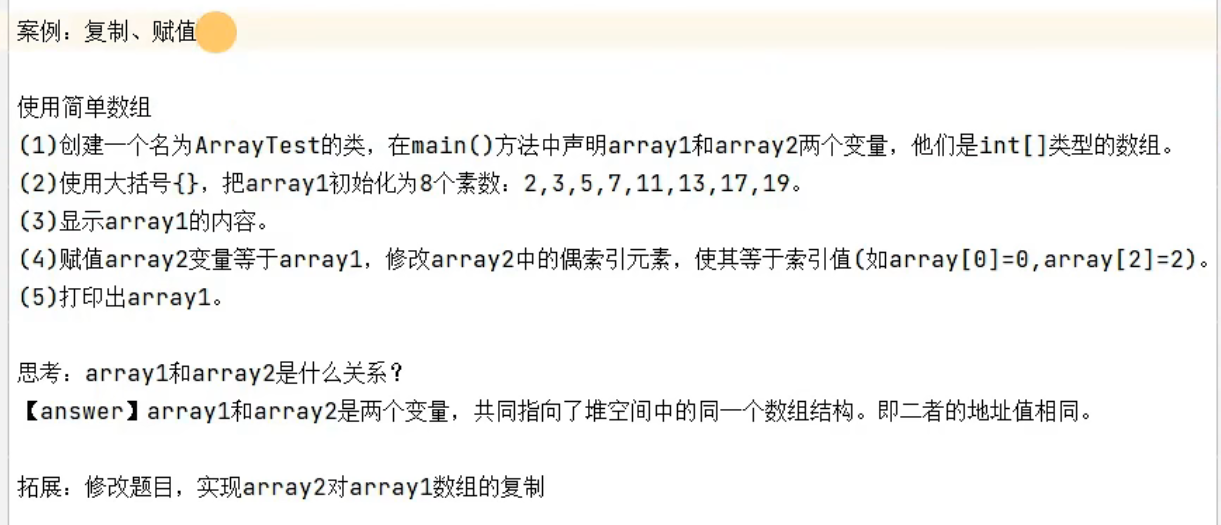 案例：复制、赋值
使用简单数组
(1)创建一个名为ArrayTest的类，在main()方法中声明array1和array2两个变量，他们是int[]类型的数组。
(2)使用大括号{}，把array1初始化为8个素数：2,3,5,7,11,13,17,19。
(3)显示array1的内容。
(4)赋值array2变量等于array1，修改array2中的偶索引元素，使其等于索引值(如array[0]=0,array[2]=2)。
(5)打印出array1。
思考：array1和array2是什么关系？
【answer】array1和array2是两个变量，共同指向了堆空间中的同一个数组结构。即二者的地址值相同。
拓展：修改题目，实现array2对array1数组的复制